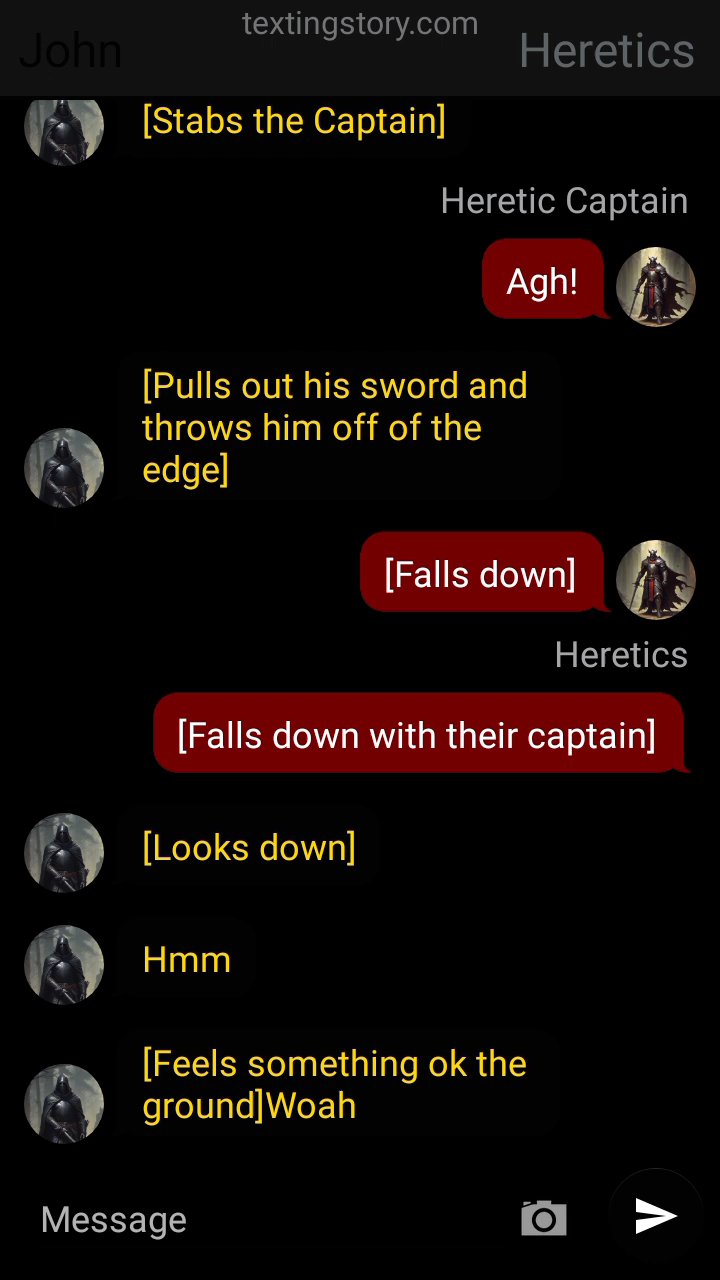 textingstory.com
John
Heretics
[Stabs the Captain]
Heretic Captain
Agh!
[Pulls out his sword and
throws him off of the
edge]
[Falls down]
Heretics
[Falls down with their captain]
[Looks down]
Hmm
[Feels something ok the
ground]Woah
Message